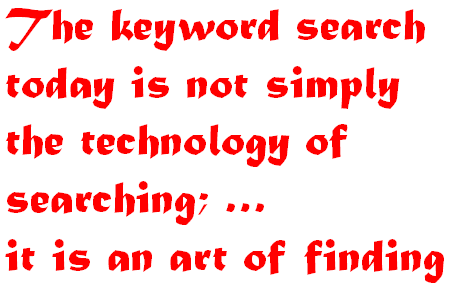 The keyword search
today is not simply
the technology of
searching; ...
it is an art of finding